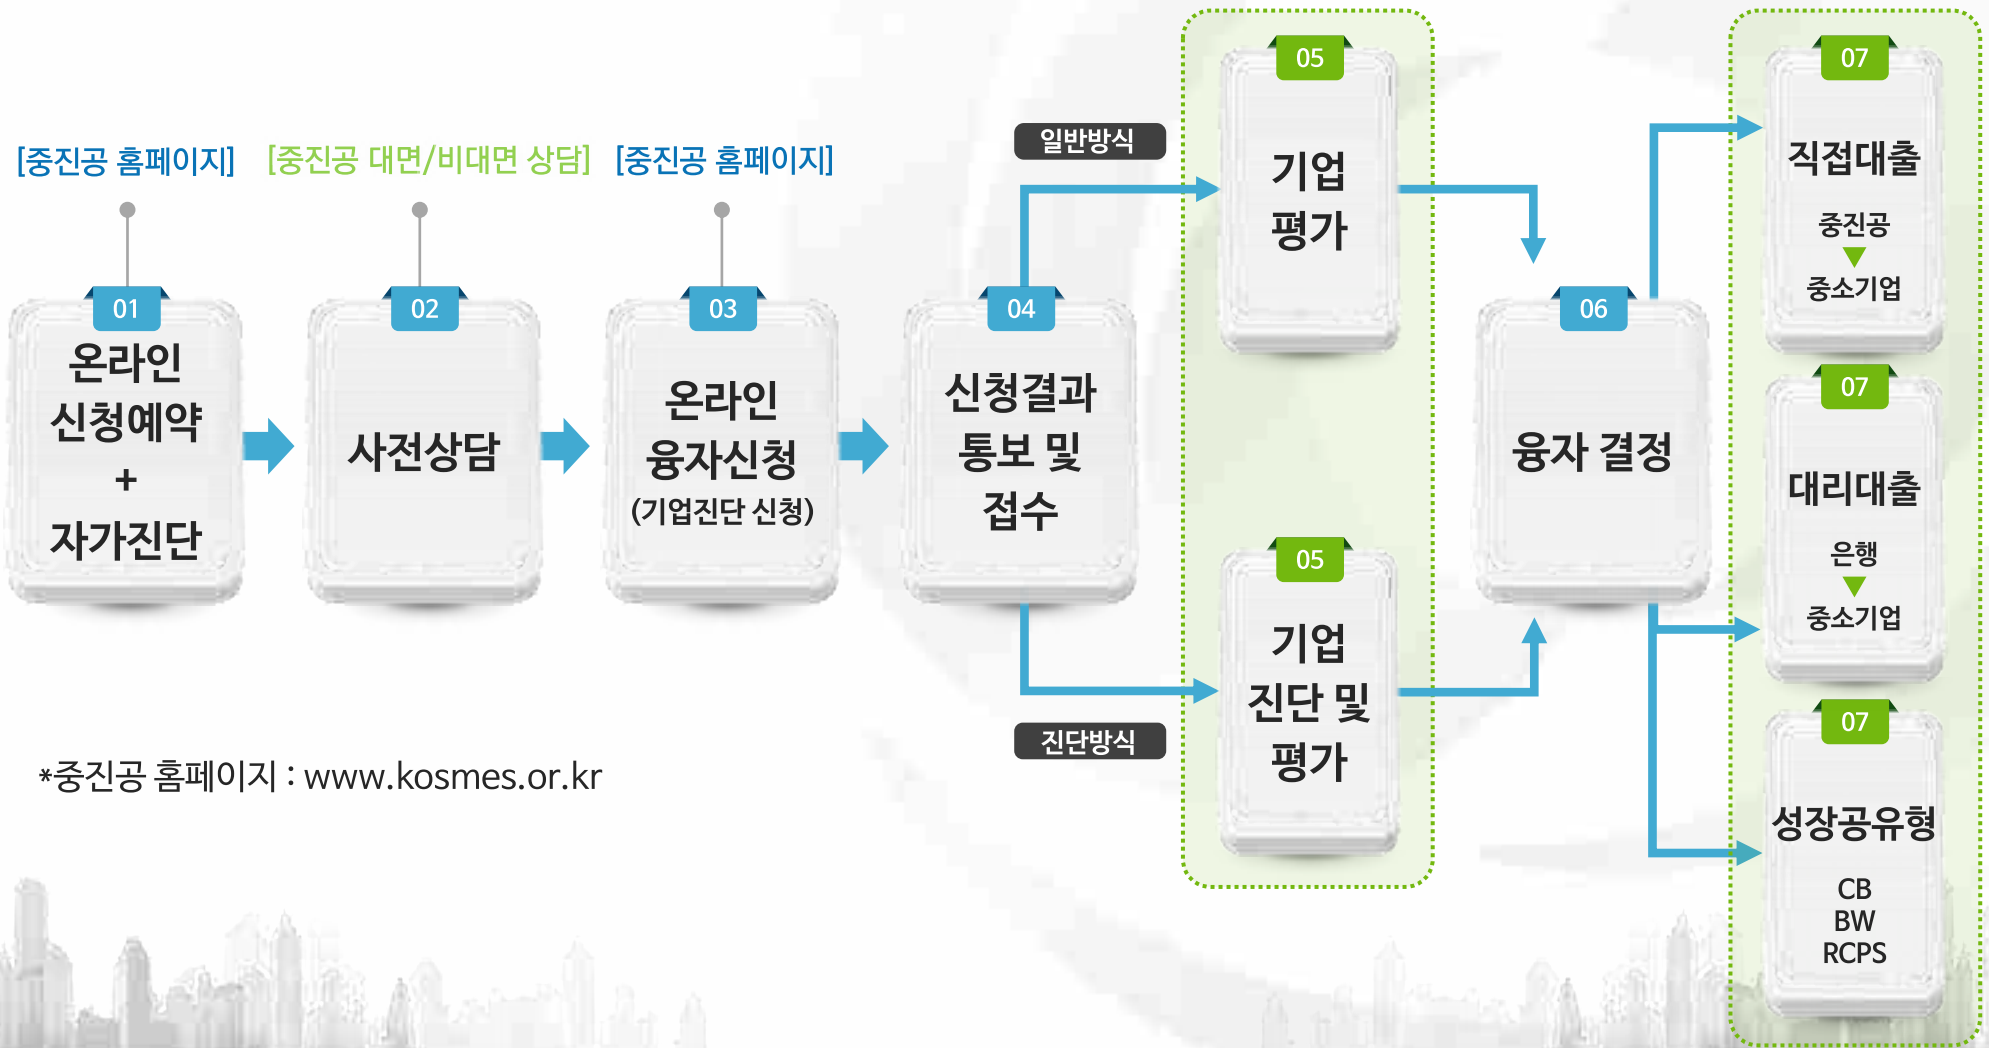 [중진공 홈페이지]
[중진공 대면/비대면 상담]
[중진공 홈페이지]
01
온라인
신청예약
+
자가진단
02
사전상담
03
온라인
융자신청
(기업진단 신청)
04
신청결과
통보 및
접수
일반방식
05
기업
평가
진단방식
05
기업
진단 및
평가
06
융자 결정
07
직접대출
중진공
중소기업
07
대리대출
은행
중소기업
07
성장공유형
CB
BW
RCPS
*중진공 홈페이지 : www.kosmes.or.kr